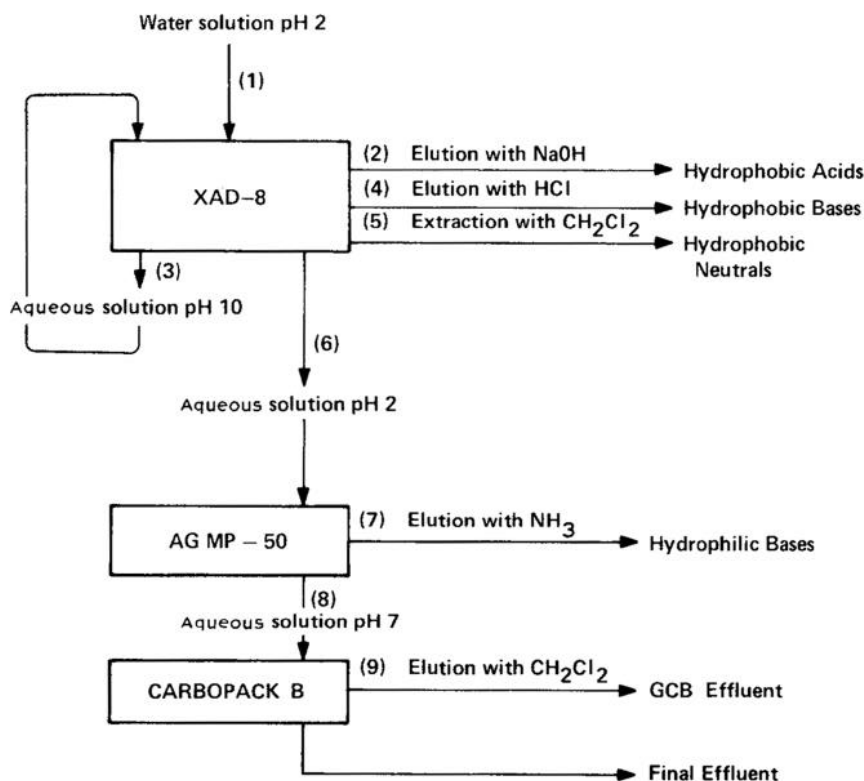 Water solution pH 2
(1)
(2) Elution with NaOH
Hydrophobic Acids
XAD-8
(4) Elution with HCl
Hydrophobic Bases
(5) Extraction with CH2Cl2
Hydrophobic
Neutrals
(3)
Aqueous solution pH 10
(6)
Aqueous solution pH 2
(7) Elution with NH3
AG MP - 50
Hydrophilic Bases
(8)
Aqueous solution pH 7
(9) Elution with CH2Cl2
CARBOPACK B
GCB Effluent
Final Effluent